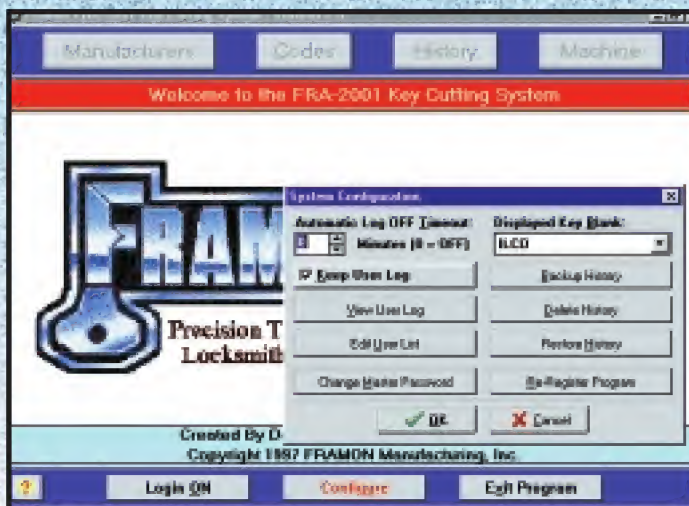 Manufacturers Codes History Machine
Welcome to the FRA-2001 Key Cutting System
FRAM
Precision T
Locksmith
System Configuration
Automatic Log OFF Timeout: Displayed Key Blank:
Minutes (0 = OFF) ILCO
Keep User Log Backup History
View User Log Delete History
Edit User List Restore History
Change Master Password Re-Register Program
OK Cancel
Created By D
Copyright 1997 FRAMON Manufacturing, Inc.
? Login ON Configure Exit Program